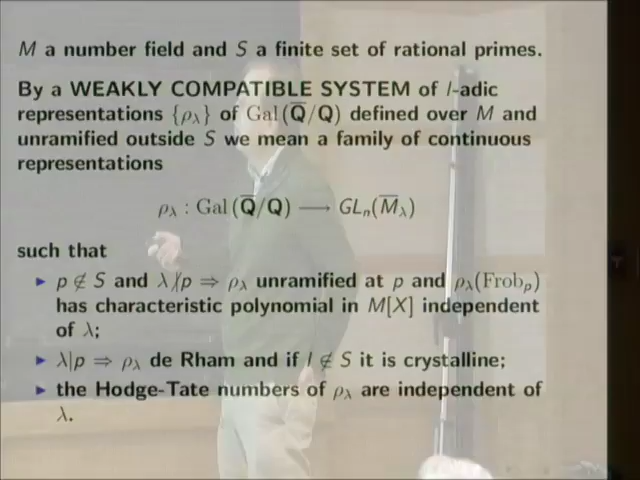 M a number field and S a finite set of rational primes.
By a WEAKLY COMPATIBLE SYSTEM of l-adic
representations {ρ_λ} of Gal(Q̅/Q) defined over M and
unramified outside S we mean a family of continuous
representations
ρ_λ : Gal(Q̅/Q) ⟶ GL_n(M̅_λ)
such that
▶ p ∉ S and λ ∤ p ⇒ ρ_λ unramified at p and ρ_λ(Frob_p)
has characteristic polynomial in M[X] independent
of λ;
▶ λ|p ⇒ ρ_λ de Rham and if l ∉ S it is crystalline;
▶ the Hodge-Tate numbers of ρ_λ are independent of
λ.